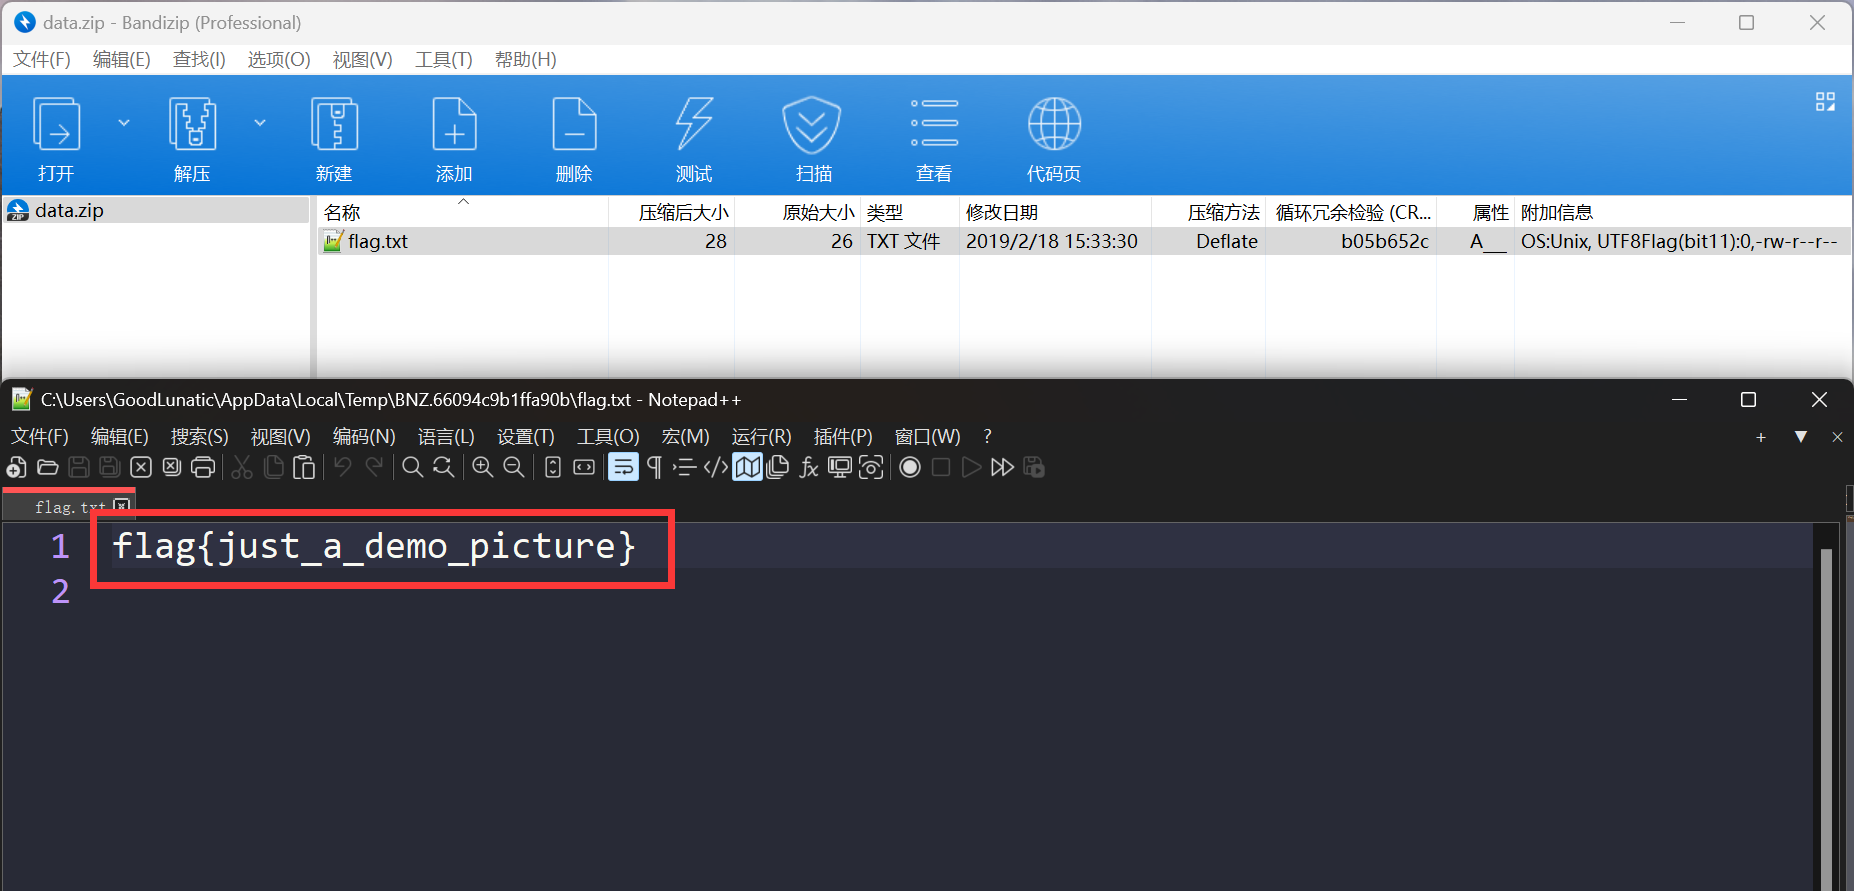 data.zip - Bandizip (Professional)
文件(F) 编辑(E) 查找(I) 选项(O) 视图(V) 工具(T) 帮助(H)
打开 解压 新建 添加 删除 测试 扫描 查看 代码页
data.zip
名称 压缩后大小 原始大小 类型 修改日期 压缩方法 循环冗余检验 (CR... 属性 附加信息
flag.txt 28 26 TXT 文件 2019/2/18 15:33:30 Deflate b05b652c A__ OS:Unix, UTF8Flag(bit11):0,-rw-r--r--
C:\Users\GoodLunatic\AppData\Local\Temp\BNZ.66094c9b1ffa90b\flag.txt - Notepad++
文件(F) 编辑(E) 搜索(S) 视图(V) 编码(N) 语言(L) 设置(T) 工具(O) 宏(M) 运行(R) 插件(P) 窗口(W) ?
flag.txt
1 flag{just_a_demo_picture}
2